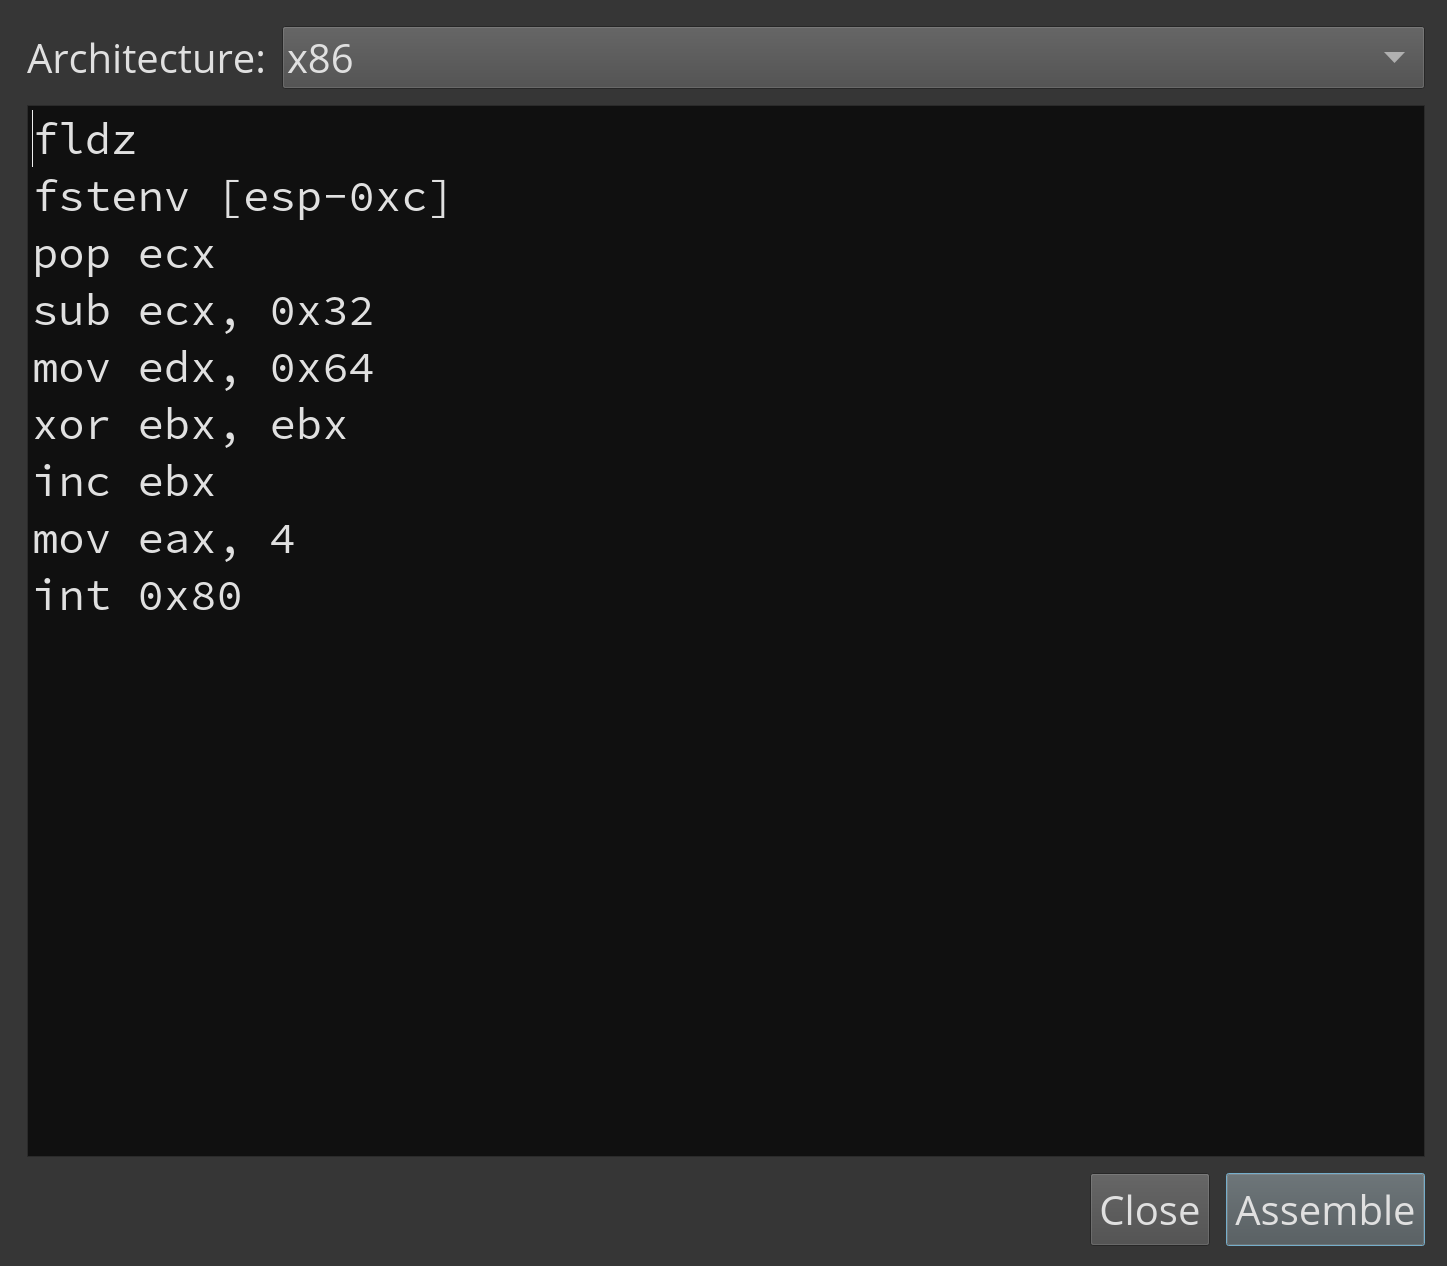 Architecture: x86
fldz
fstenv [esp-0xc]
pop ecx
sub ecx, 0x32
mov edx, 0x64
xor ebx, ebx
inc ebx
mov eax, 4
int 0x80
Close Assemble